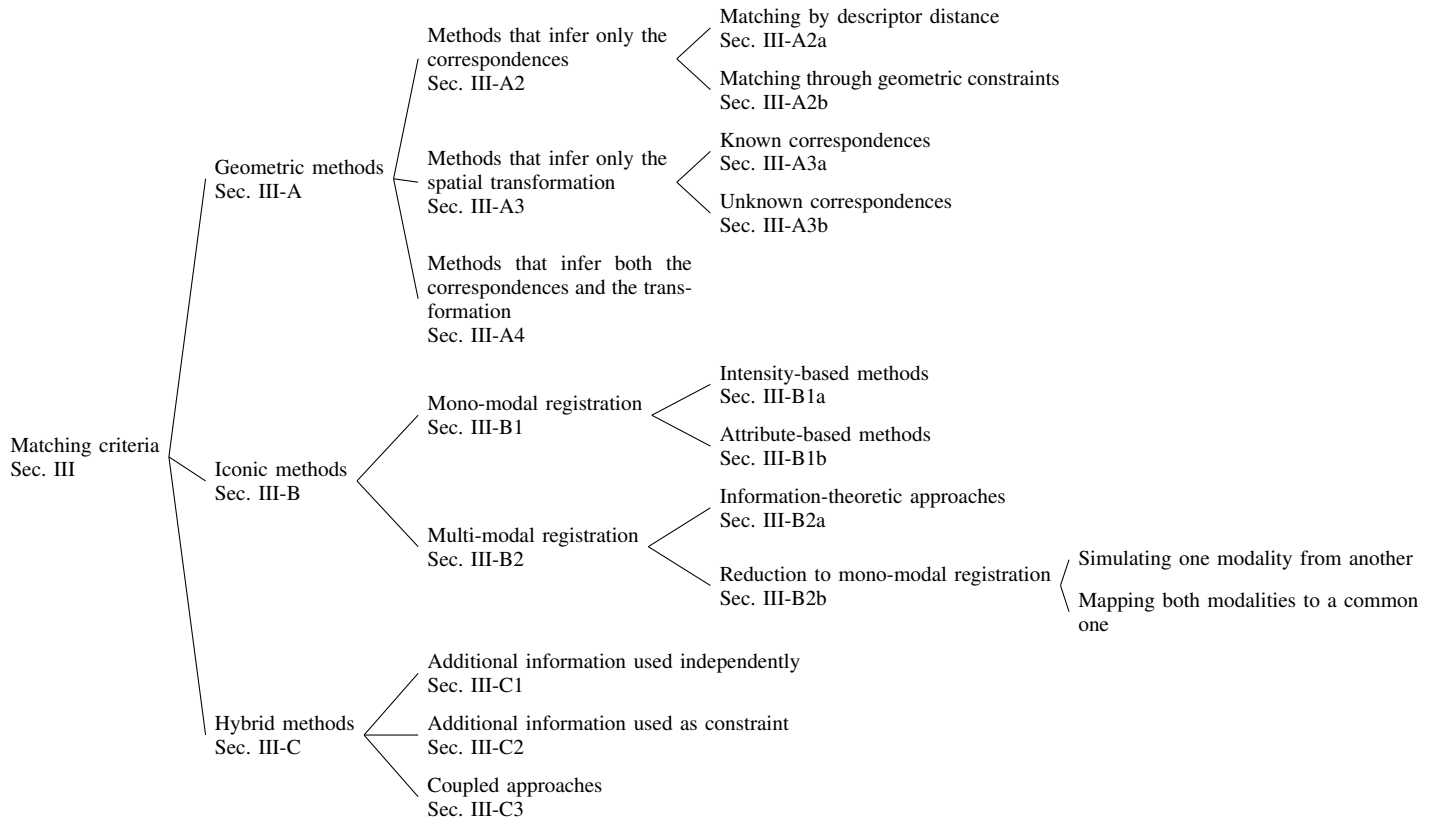 Matching criteria
Sec. III
Geometric methods
Sec. III-A
Methods that infer only the
correspondences
Sec. III-A2
Matching by descriptor distance
Sec. III-A2a
Matching through geometric constraints
Sec. III-A2b
Methods that infer only the
spatial transformation
Sec. III-A3
Known correspondences
Sec. III-A3a
Unknown correspondences
Sec. III-A3b
Methods that infer both the
correspondences and the trans-
formation
Sec. III-A4
Iconic methods
Sec. III-B
Mono-modal registration
Sec. III-B1
Intensity-based methods
Sec. III-B1a
Attribute-based methods
Sec. III-B1b
Multi-modal registration
Sec. III-B2
Information-theoretic approaches
Sec. III-B2a
Reduction to mono-modal registration
Sec. III-B2b
Simulating one modality from another
Mapping both modalities to a common
one
Hybrid methods
Sec. III-C
Additional information used independently
Sec. III-C1
Additional information used as constraint
Sec. III-C2
Coupled approaches
Sec. III-C3